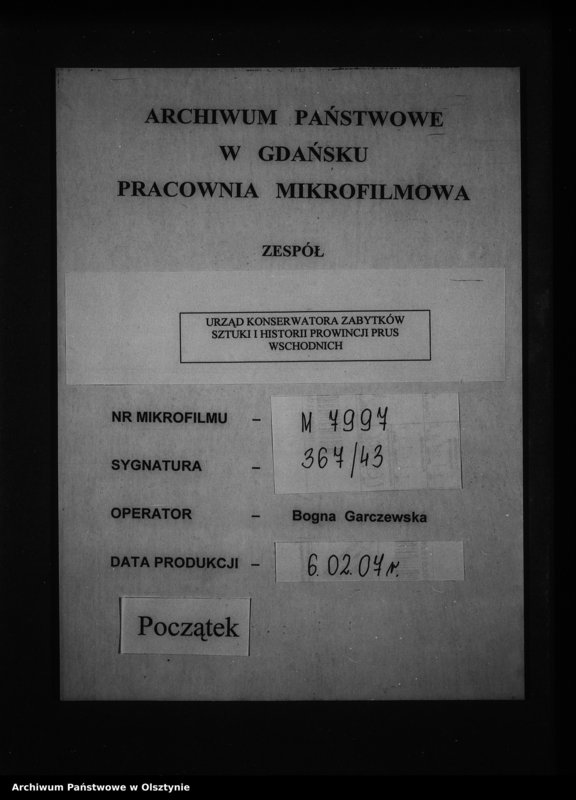 ARCHIWUM PAŃSTWOWE
W GDAŃSKU
PRACOWNIA MIKROFILMOWA
ZESPÓŁ
URZĄD KONSERWATORA ZABYTKÓW
SZTUKI I HISTORII PROWINCJI PRUS
WSCHODNICH
NR MIKROFILMU – M 7997
SYGNATURA – 367/43
OPERATOR – Bogna Garczewska
DATA PRODUKCJI – 6.02.07r.
Początek
Archiwum Państwowe w Olsztynie